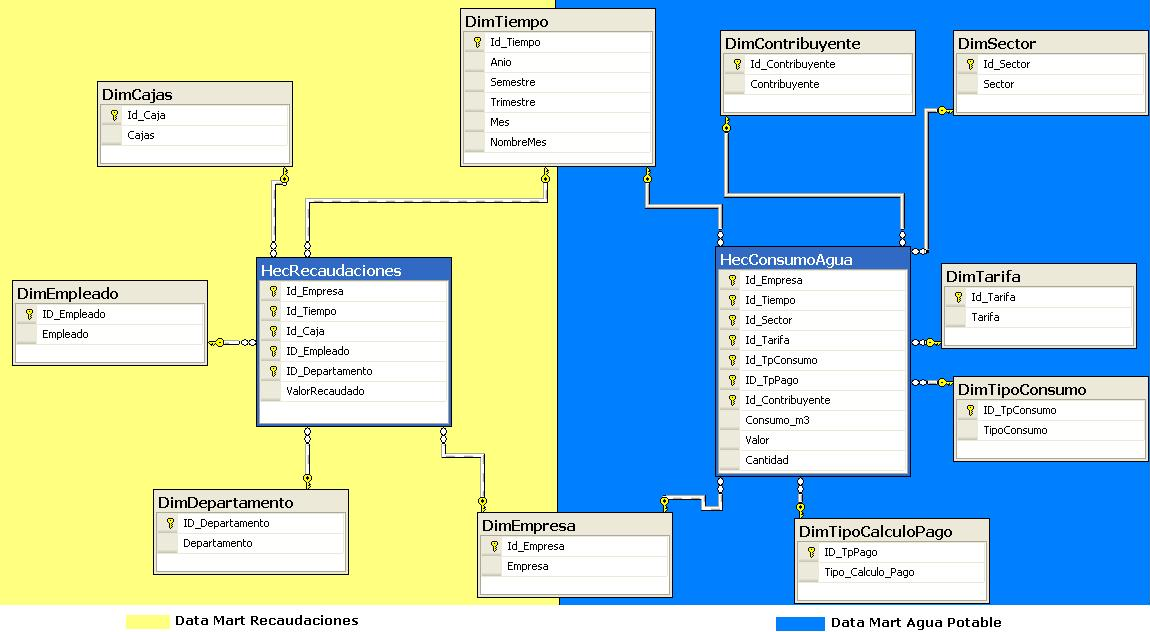 DimTiempo
Id_Tiempo
Anio
Semestre
Trimestre
Mes
NombreMes
DimCajas
Id_Caja
Cajas
DimContribuyente
Id_Contribuyente
Contribuyente
DimSector
Id_Sector
Sector
HecRecaudaciones
Id_Empresa
Id_Tiempo
Id_Caja
ID_Empleado
ID_Departamento
ValorRecaudado
DimEmpleado
ID_Empleado
Empleado
HecConsumoAgua
Id_Empresa
Id_Tiempo
Id_Sector
Id_Tarifa
Id_TpConsumo
ID_TpPago
Id_Contribuyente
Consumo_m3
Valor
Cantidad
DimTarifa
Id_Tarifa
Tarifa
DimTipoConsumo
ID_TpConsumo
TipoConsumo
DimDepartamento
ID_Departamento
Departamento
DimEmpresa
Id_Empresa
Empresa
DimTipoCalculoPago
ID_TpPago
Tipo_Calculo_Pago
Data Mart Recaudaciones
Data Mart Agua Potable